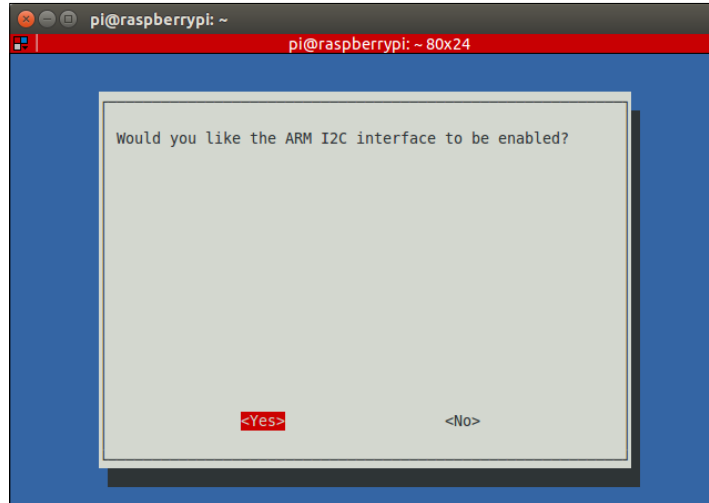 pi@raspberrypi: ~
pi@raspberrypi: ~ 80x24
Would you like the ARM I2C interface to be enabled?
<Yes> <No>